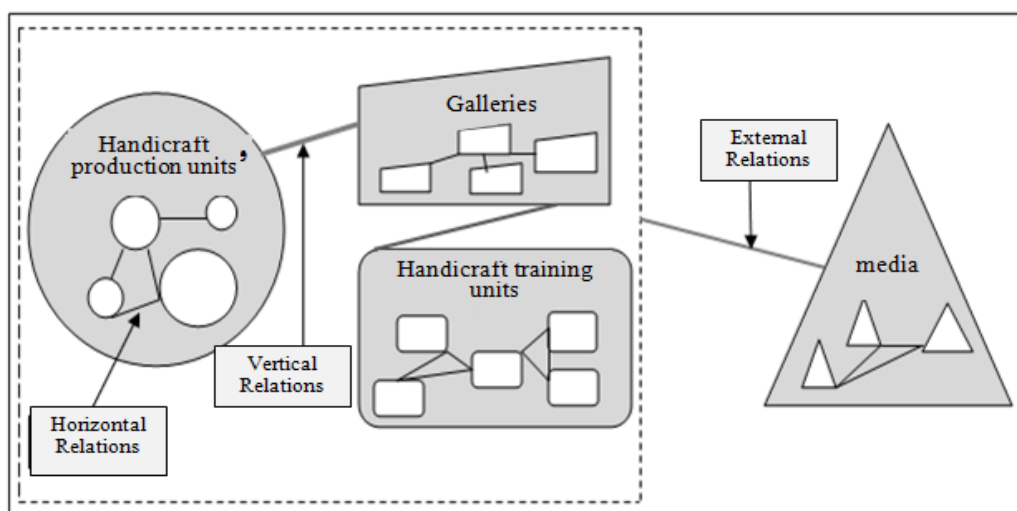 Handicraft
production units’
Galleries
External
Relations
Handicraft training
units
media
Vertical
Relations
Horizontal
Relations